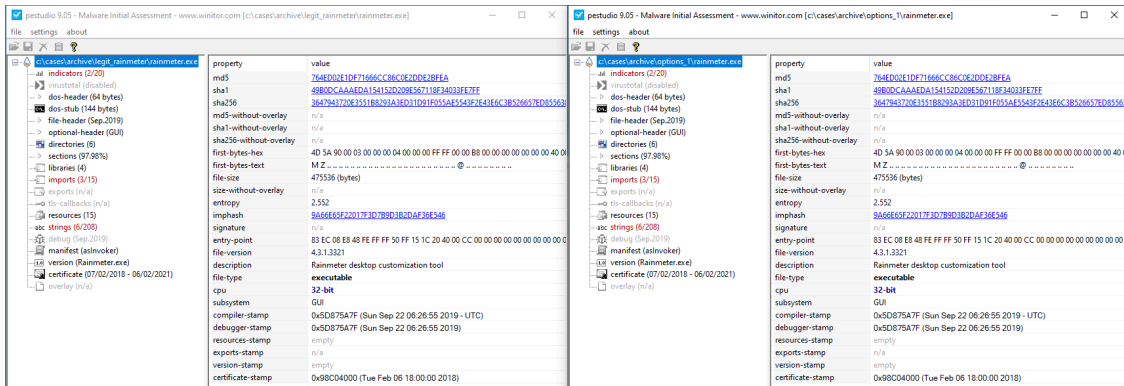 pestudio 9.05 - Malware Initial Assessment - www.winitor.com [c:\cases\archive\legit_rainmeter\rainmeter.exe]
file settings about
c:\cases\archive\legit_rainmeter\rainmeter.exe
indicators (2/20)
virustotal (disabled)
dos-header (64 bytes)
dos-stub (144 bytes)
file-header (Sep.2019)
optional-header (GUI)
directories (6)
sections (97.98%)
libraries (4)
imports (3/15)
exports (n/a)
tls-callbacks (n/a)
resources (15)
abc strings (6/208)
debug (Sep.2019)
manifest (asInvoker)
version (Rainmeter.exe)
certificate (07/02/2018 - 06/02/2021)
overlay (n/a)
property value
md5 764ED02E1DF71666CC86C0E2DDE2BFEA
sha1 49B0DCAAAEDA154152D209E567118F34033FE7FF
sha256
md5-without-overlay n/a
sha1-without-overlay n/a
sha256-without-overlay n/a
first-bytes-hex 4D 5A 90 00 03 00 00 00 04 00 00 00 FF FF 00 00 B8 00 00 00 00 00 00 00 40 0
first-bytes-text M Z .. .. .. .. .. .. .. .. .. .. .. .. .. .. .. .. .. .. .. .. @ .. .. .. .. .. .. ..
file-size 475536 (bytes)
size-without-overlay n/a
entropy 2.552
imphash 9A66E65F22017F3D7B9D3B2DAF36E546
signature n/a
entry-point 83 EC 08 E8 48 FE FF FF 50 FF 15 1C 20 40 00 CC 00 00 00 00 00 00 00 00 0
file-version 4.3.1.3321
description Rainmeter desktop customization tool
file-type executable
cpu 32-bit
subsystem GUI
compiler-stamp 0x5D875A7F (Sun Sep 22 06:26:55 2019 - UTC)
debugger-stamp 0x5D875A7F (Sun Sep 22 06:26:55 2019)
resources-stamp empty
exports-stamp n/a
version-stamp empty
certificate-stamp 0x98C04000 (Tue Feb 06 18:00:00 2018)
pestudio 9.05 - Malware Initial Assessment - www.winitor.com [c:\cases\archive\options_1\rainmeter.exe]
file settings about
c:\cases\archive\options_1\rainmeter.exe
indicators (2/20)
virustotal (disabled)
dos-header (64 bytes)
dos-stub (144 bytes)
file-header (Sep.2019)
optional-header (GUI)
directories (6)
sections (97.98%)
libraries (4)
imports (3/15)
exports (n/a)
tls-callbacks (n/a)
resources (15)
abc strings (6/208)
debug (Sep.2019)
manifest (asInvoker)
version (Rainmeter.exe)
certificate (07/02/2018 - 06/02/2021)
overlay (n/a)
property value
md5 764ED02E1DF71666CC86C0E2DDE2BFEA
sha1 49B0DCAAAEDA154152D209E567118F34033FE7FF
sha256
md5-without-overlay n/a
sha1-without-overlay n/a
sha256-without-overlay n/a
first-bytes-hex 4D 5A 90 00 03 00 00 00 04 00 00 00 FF FF 00 00 B8 00 00 00 00 00 00 00 40
first-bytes-text M Z .. .. .. .. .. .. .. .. .. .. .. .. .. .. .. .. .. .. .. .. @ .. .. .. .. .. .. ..
file-size 475536 (bytes)
size-without-overlay n/a
entropy 2.552
imphash 9A66E65F22017F3D7B9D3B2DAF36E546
signature n/a
entry-point 83 EC 08 E8 48 FE FF FF 50 FF 15 1C 20 40 00 CC 00 00 00 00 00 00 00 00
file-version 4.3.1.3321
description Rainmeter desktop customization tool
file-type executable
cpu 32-bit
subsystem GUI
compiler-stamp 0x5D875A7F (Sun Sep 22 06:26:55 2019 - UTC)
debugger-stamp 0x5D875A7F (Sun Sep 22 06:26:55 2019)
resources-stamp empty
exports-stamp n/a
version-stamp empty
certificate-stamp 0x98C04000 (Tue Feb 06 18:00:00 2018)